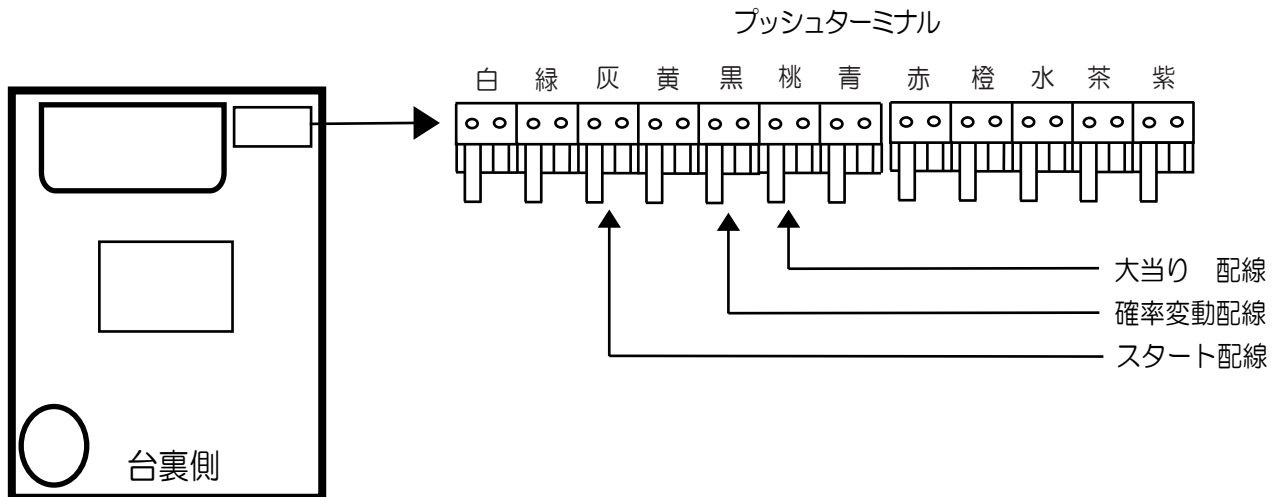 プッシュターミナル
白 緑 灰 黄 黒 桃 青 赤 橙 水 茶 紫
大当り　配線
確率変動配線
スタート配線
台裏側